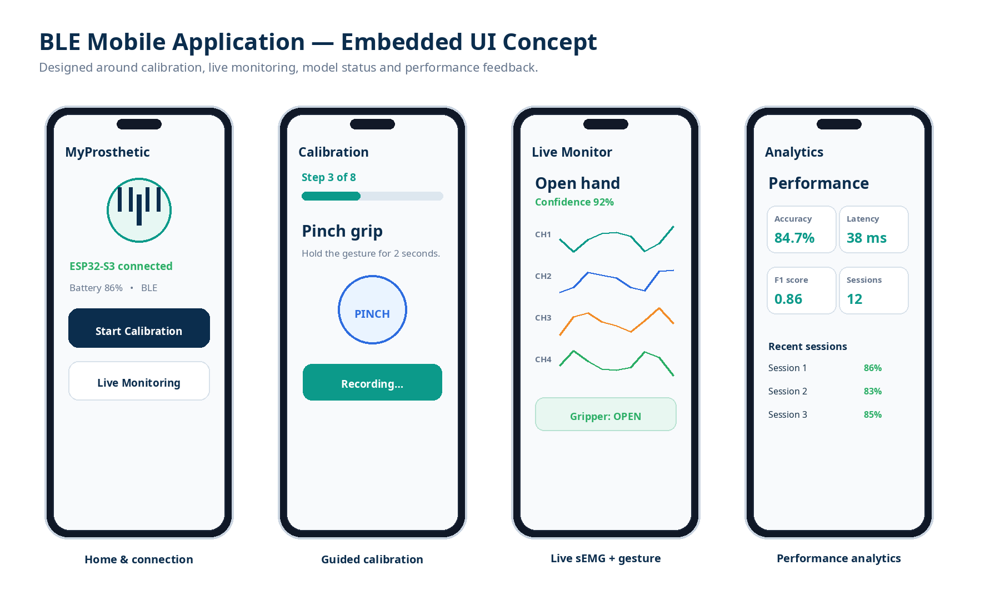 BLE Mobile Application — Embedded UI Concept
Designed around calibration, live monitoring, model status and performance feedback.
MyProsthetic
ESP32-S3 connected
Battery 86% • BLE
Start Calibration
Live Monitoring
Home & connection
Calibration
Step 3 of 8
Pinch grip
Hold the gesture for 2 seconds.
PINCH
Recording...
Guided calibration
Live Monitor
Open hand
Confidence 92%
CH1
CH2
CH3
CH4
Gripper: OPEN
Live sEMG + gesture
Analytics
Performance
Accuracy
84.7%
Latency
38 ms
F1 score
0.86
Sessions
12
Recent sessions
Session 1 86%
Session 2 83%
Session 3 85%
Performance analytics